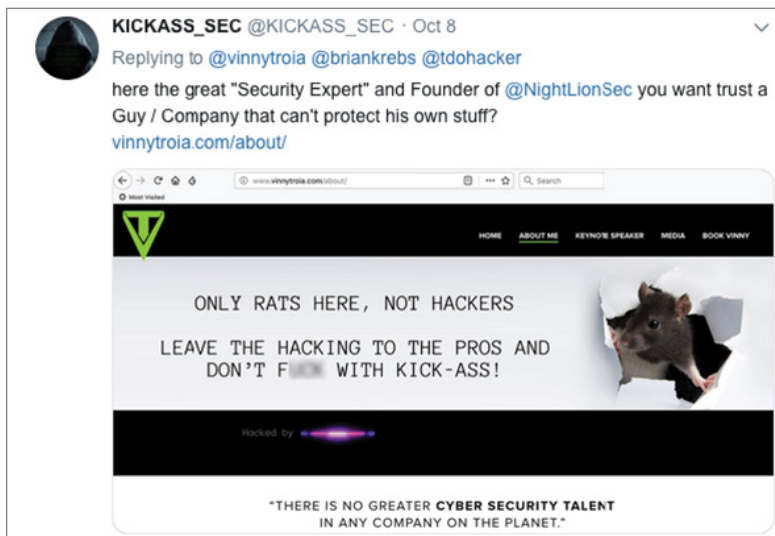 KICKASS_SEC @KICKASS_SEC · Oct 8
Replying to @vinnytroia @briankrebs @tdohacker
here the great "Security Expert" and Founder of @NightLionSec you want trust a
Guy / Company that can't protect his own stuff?
vinnytroia.com/about/
www.vinnytroia.com/about/
Search
Most Visited
HOME ABOUT ME KEYNOTE SPEAKER MEDIA BOOK VINNY
ONLY RATS HERE, NOT HACKERS
LEAVE THE HACKING TO THE PROS AND
DON'T F WITH KICK-ASS!
Hacked by
"THERE IS NO GREATER CYBER SECURITY TALENT
IN ANY COMPANY ON THE PLANET."